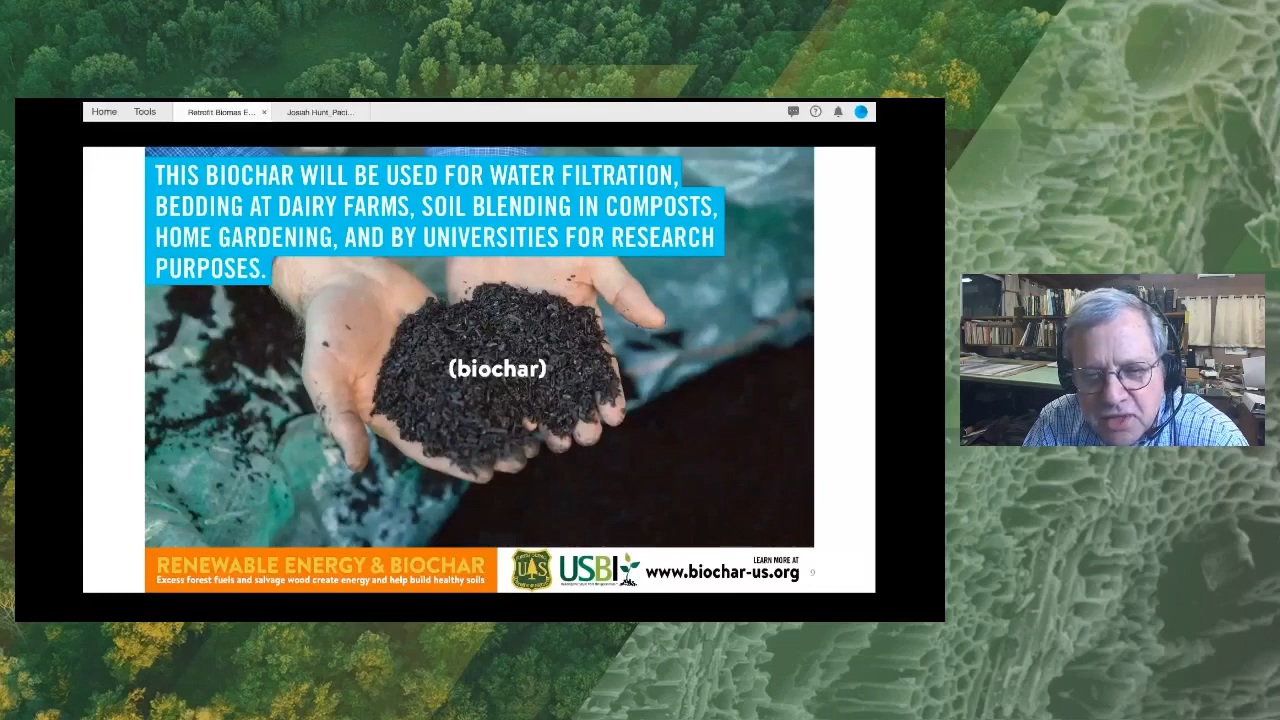 Home Tools Retrofit Biomas E... × Josiah Hunt_Paci...
THIS BIOCHAR WILL BE USED FOR WATER FILTRATION,
BEDDING AT DAIRY FARMS, SOIL BLENDING IN COMPOSTS,
HOME GARDENING, AND BY UNIVERSITIES FOR RESEARCH
PURPOSES.
(biochar)
RENEWABLE ENERGY & BIOCHAR
Excess forest fuels and salvage wood create energy and help build healthy soils
U S
USBI
LEARN MORE AT
www.biochar-us.org
9